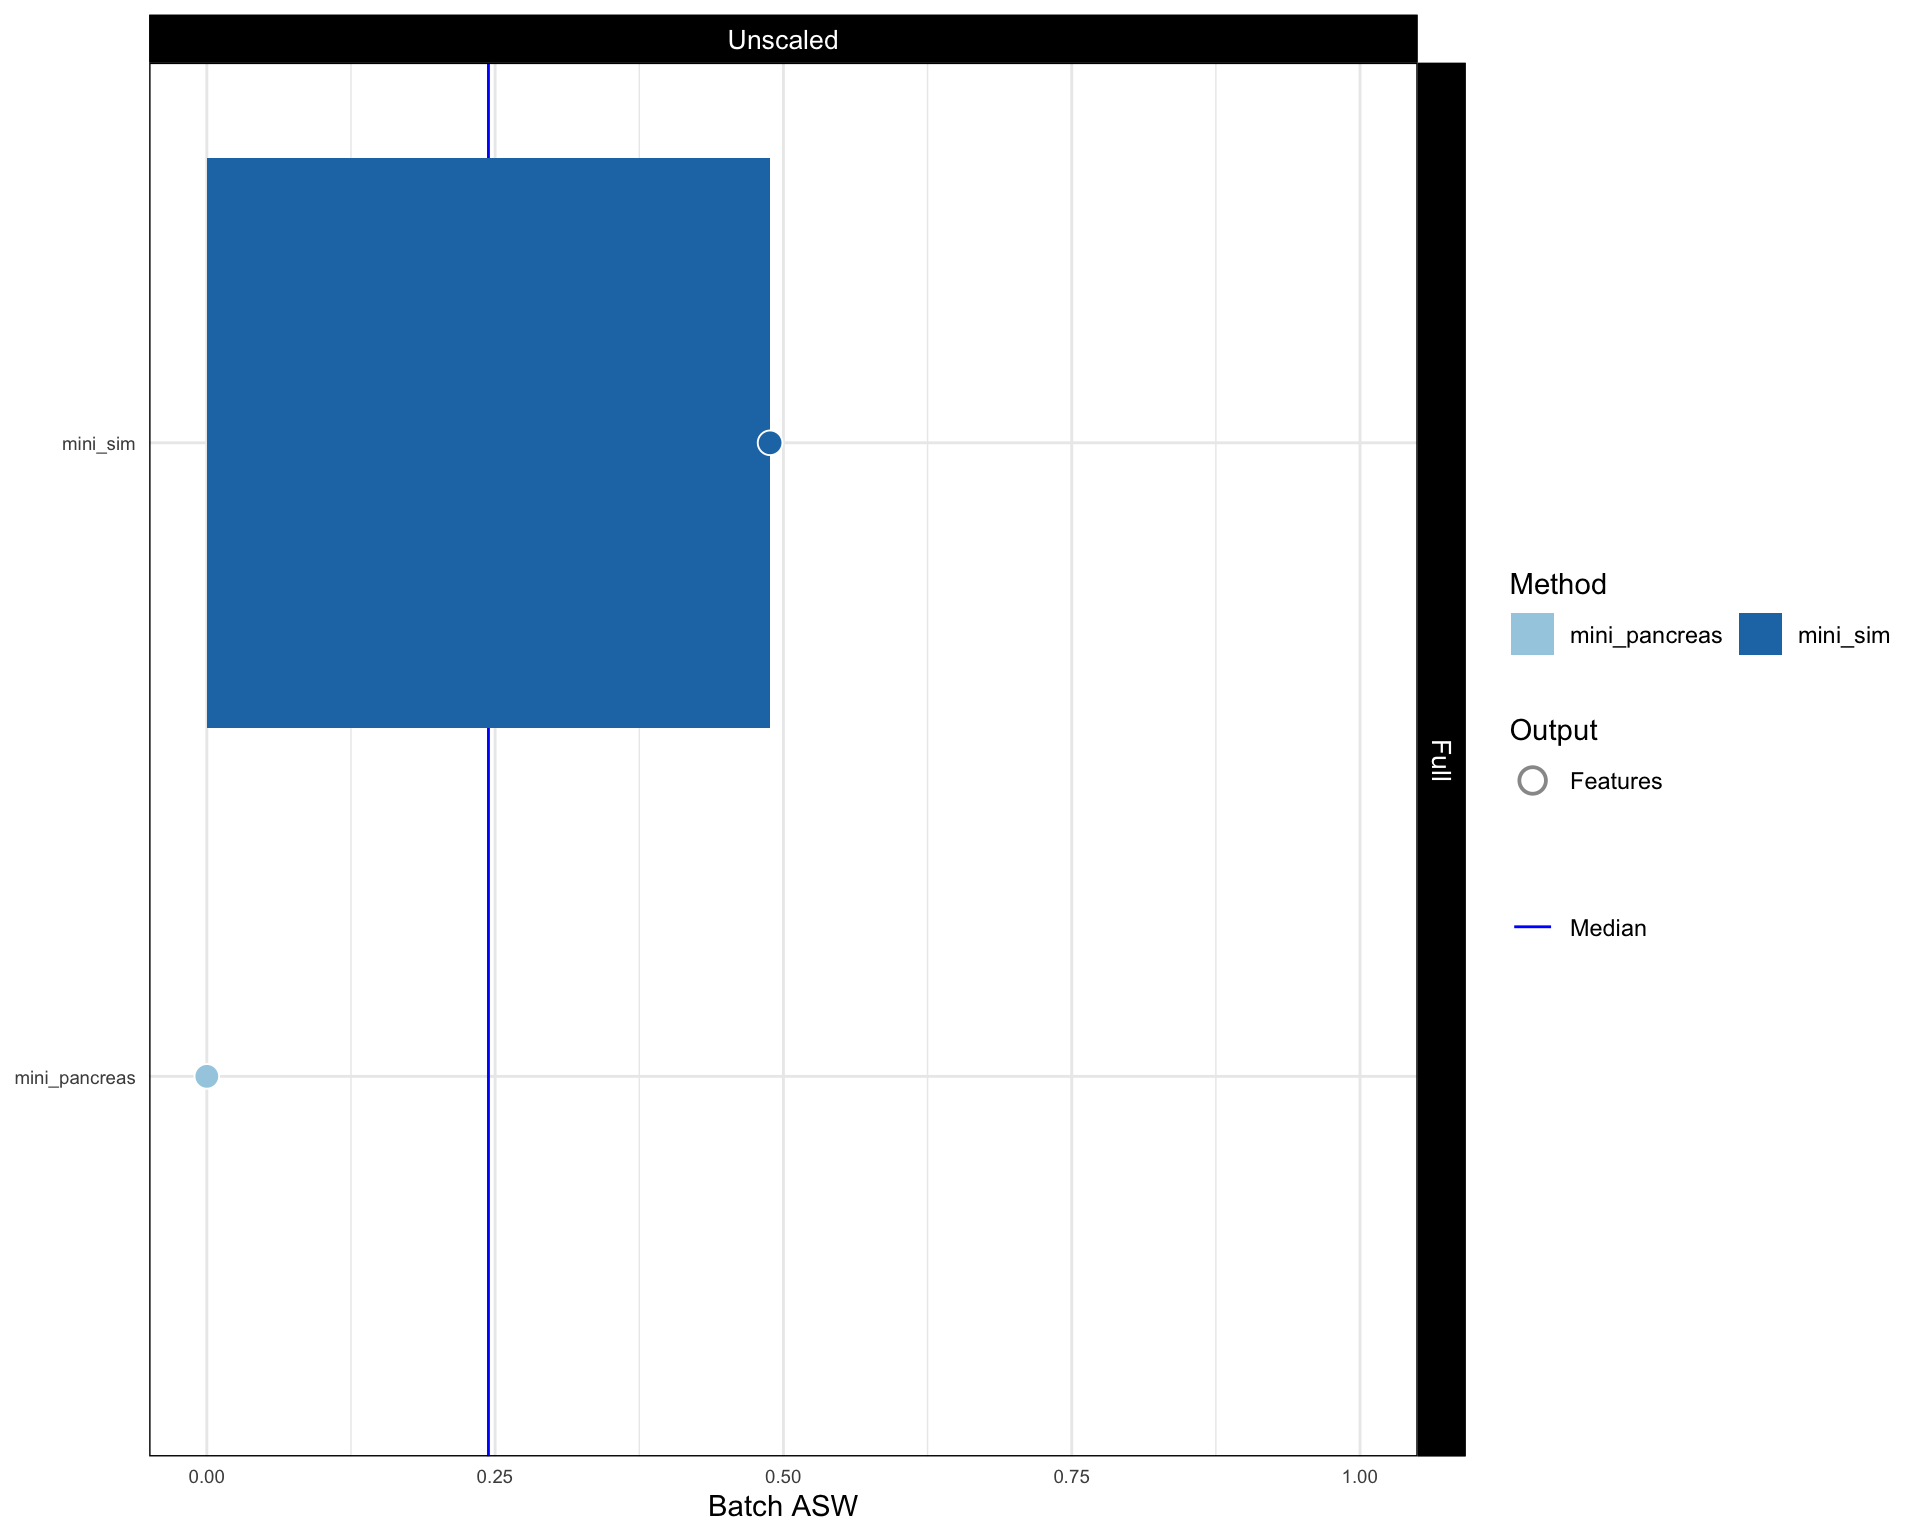 Unscaled
mini_sim
mini_pancreas
Full
0.00 0.25 0.50 0.75 1.00
Batch ASW
Method
mini_pancreas mini_sim
Output
Features
Median